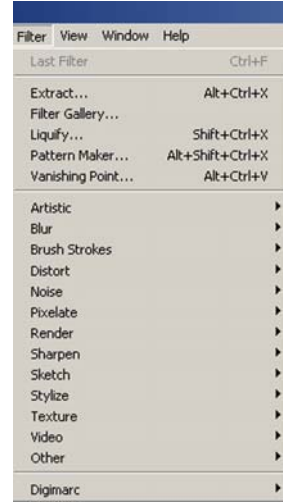 Filter View Window Help
Last Filter Ctrl+F
Extract... Alt+Ctrl+X
Filter Gallery...
Liquify... Shift+Ctrl+X
Pattern Maker... Alt+Shift+Ctrl+X
Vanishing Point... Alt+Ctrl+V
Artistic
Blur
Brush Strokes
Distort
Noise
Pixelate
Render
Sharpen
Sketch
Stylize
Texture
Video
Other
Digimarc